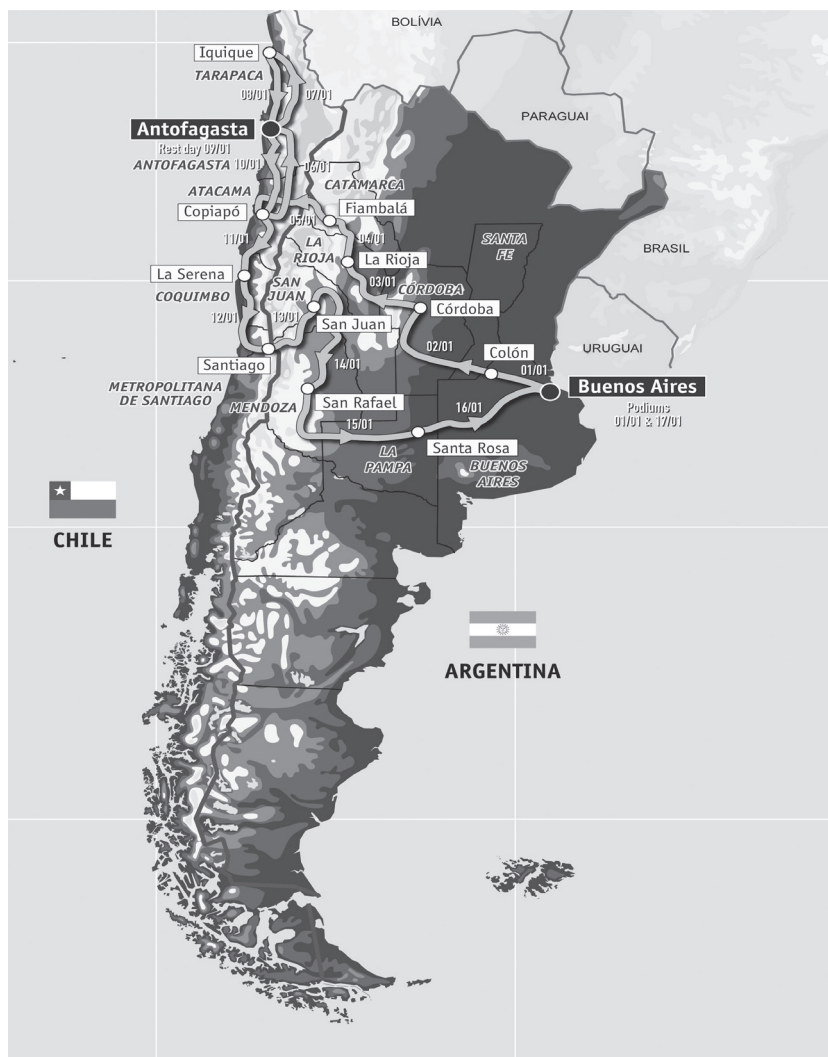 BOLÍVIA
Iquique
TARAPACA
08/01
07/01
PARAGUAI
Antofagasta
Rest day 09/01
ANTOFAGASTA
10/01
06/01
CATAMARCA
ATACAMA
Copiapó
05/01
Fiambalá
04/01
11/01
LA
RIOJA
SANTA
FE
BRASIL
La Rioja
La Serena
COQUIMBO
SAN
JUAN
03/01
CÓRDOBA
12/01
13/01
San Juan
Córdoba
02/01
URUGUAI
Santiago
14/01
Colón
01/01
METROPOLITANA
DE SANTIAGO
MENDOZA
San Rafael
16/01
Buenos Aires
Podiums
01/01 & 17/01
15/01
Santa Rosa
LA
PAMPA
BUENOS
AIRES
CHILE
ARGENTINA